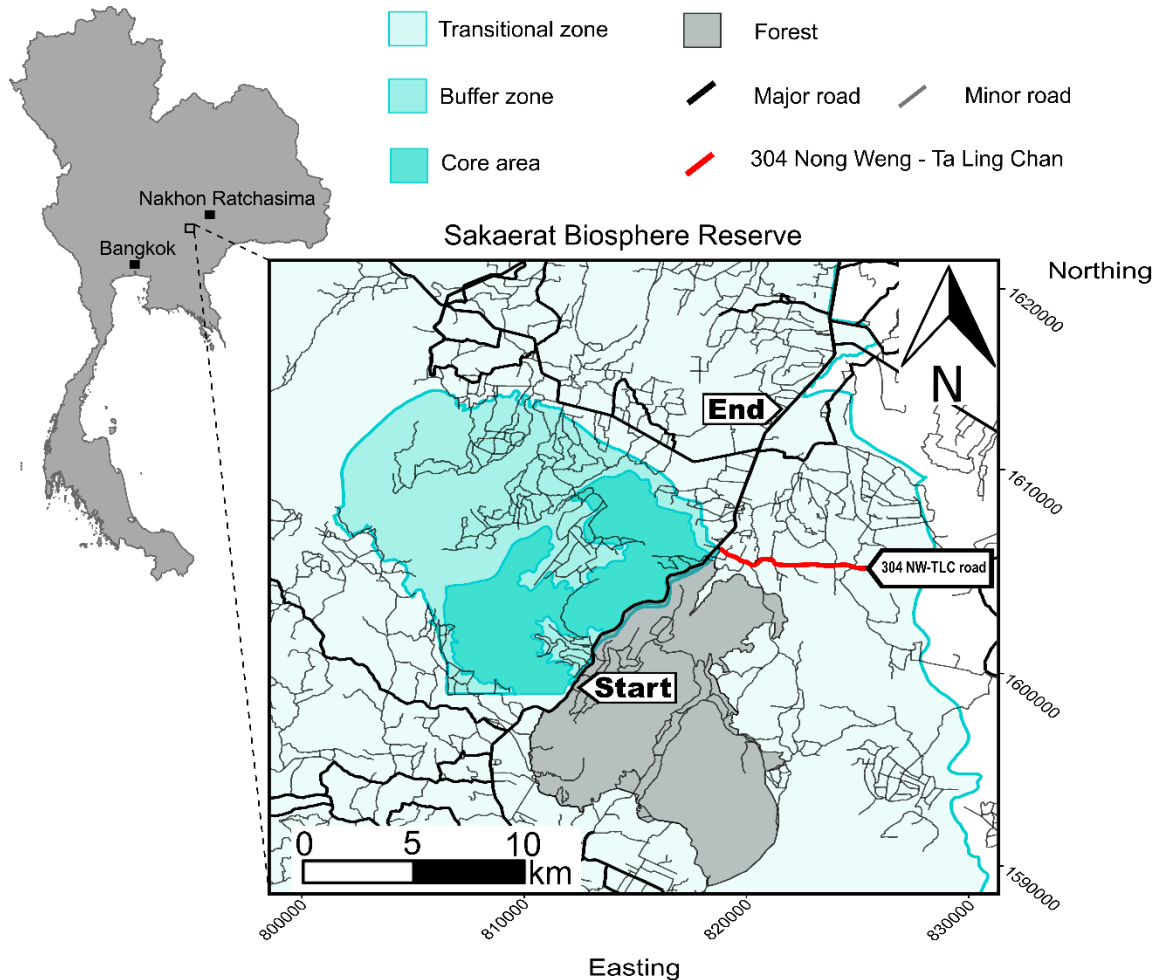 Transitional zone
Forest
Buffer zone
Major road
Minor road
Core area
304 Nong Weng - Ta Ling Chan
Nakhon Ratchasima
Bangkok
Sakaerat Biosphere Reserve
Northing
1620000
N
End
1610000
304 NW-TLC road
Start
1600000
0 5 10
km
1590000
800000
810000
820000
830000
Easting